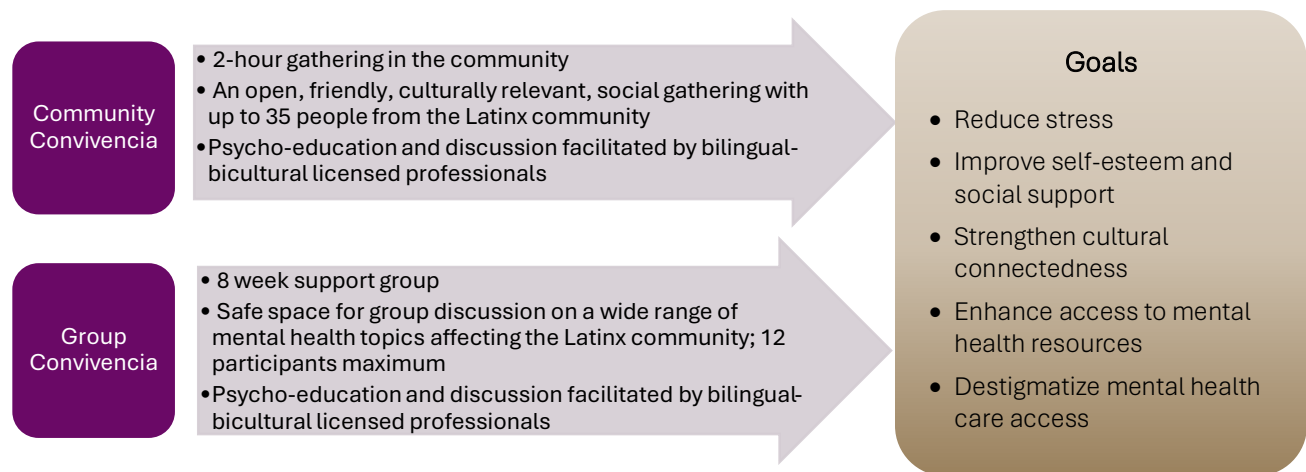 Community
Convivencia
• 2-hour gathering in the community
• An open, friendly, culturally relevant, social gathering with
up to 35 people from the Latinx community
•Psycho-education and discussion facilitated by bilingual-
bicultural licensed professionals
Group
Convivencia
• 8 week support group
• Safe space for group discussion on a wide range of
mental health topics affecting the Latinx community; 12
participants maximum
•Psycho-education and discussion facilitated by bilingual-
bicultural licensed professionals
Goals
• Reduce stress
• Improve self-esteem and
social support
• Strengthen cultural
connectedness
• Enhance access to mental
health resources
• Destigmatize mental health
care access